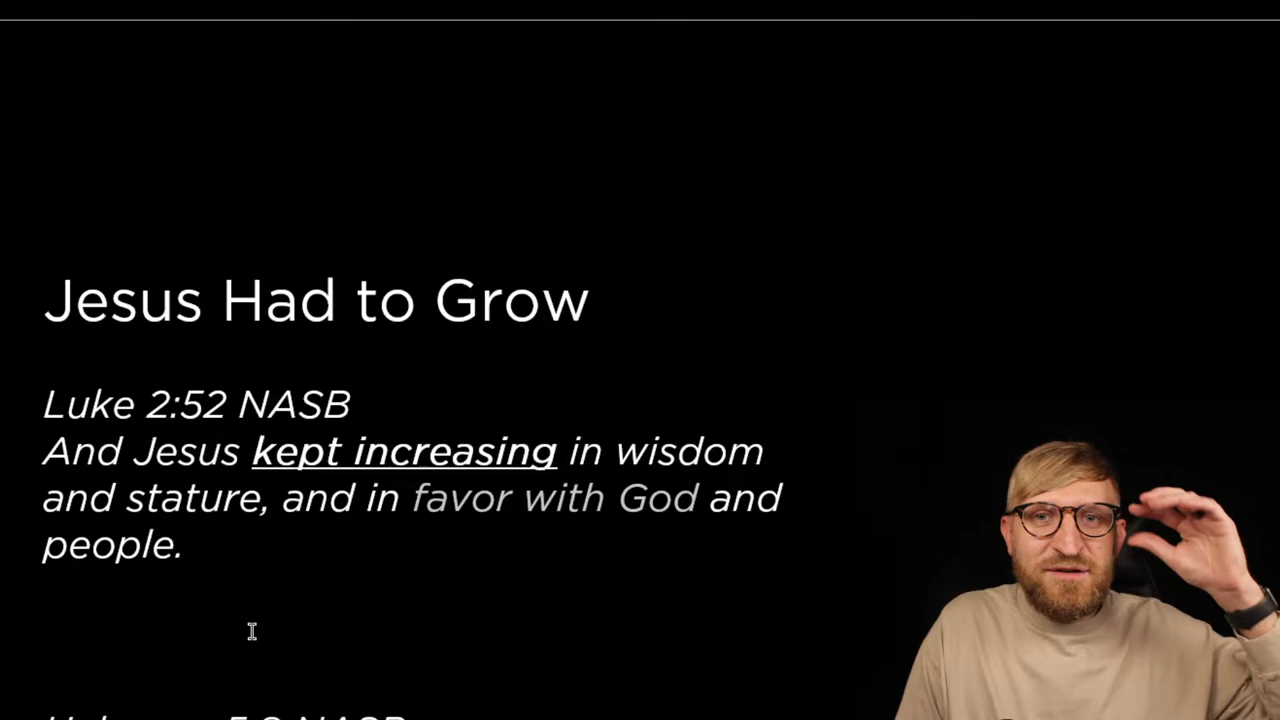 Jesus Had to Grow
Luke 2:52 NASB
And Jesus kept increasing in wisdom
and stature, and in favor with God and
people.